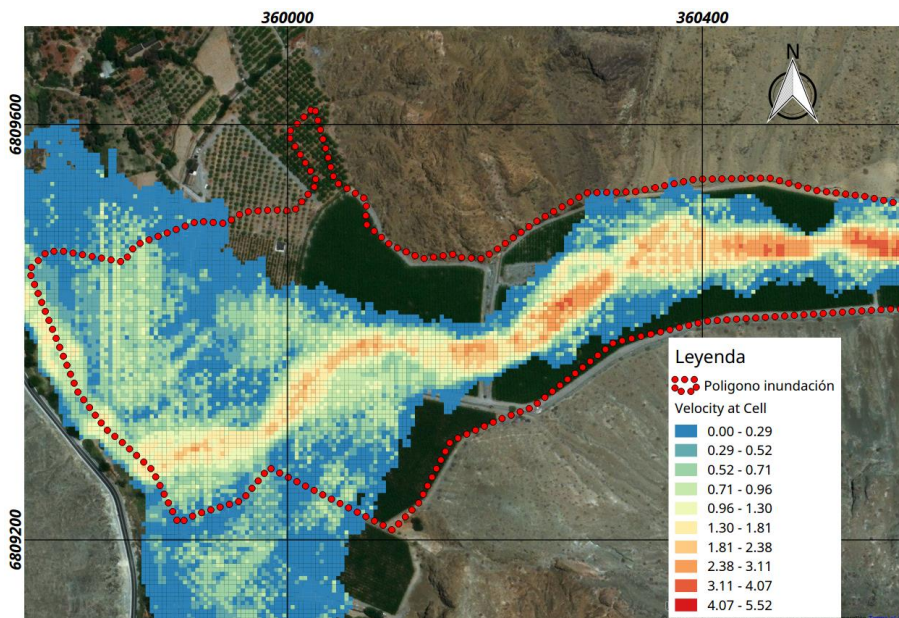 360000
360400
N
6809600
6809200
Leyenda
Poligono inundación
Velocity at Cell
0.00 - 0.29
0.29 - 0.52
0.52 - 0.71
0.71 - 0.96
0.96 - 1.30
1.30 - 1.81
1.81 - 2.38
2.38 - 3.11
3.11 - 4.07
4.07 - 5.52